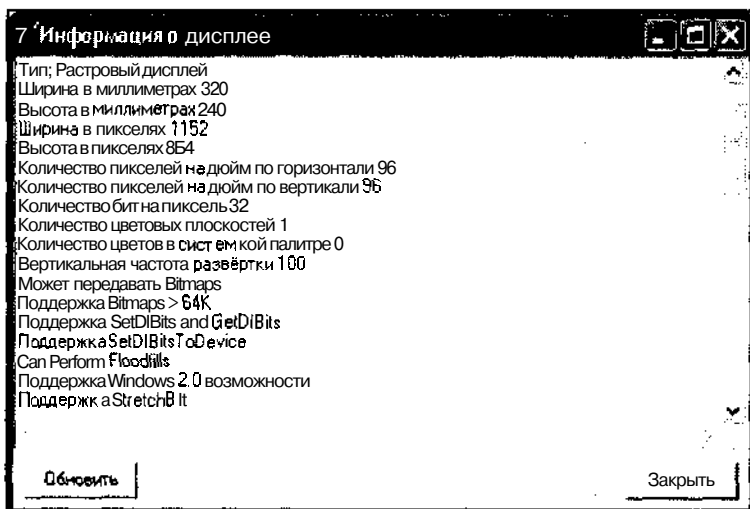 7 Информация о дисплее
Тип; Растровый дисплей
Ширина в миллиметрах 320
Высота в миллиметрах 240
Ширина в пикселях 1152
Высота в пикселях 8Б4
Количество пикселей на дюйм по горизонтали 96
Количество пикселей на дюйм по вертикали 96
Количество бит на пиксель 32
Количество цветовых плоскостей 1
Количество цветов в систем кой палитре 0
Вертикальная частота развёртки 100
Может передавать Bitmaps
Поддержка Bitmaps > 64K
Поддержка SetDIBits and GetDIBits
Поддержка SetDIBitsToDevice
Can Perform Floodfills
Поддержка Windows 2.0 возможности
Поддержка StretchBlt
Обновить
Закрыть